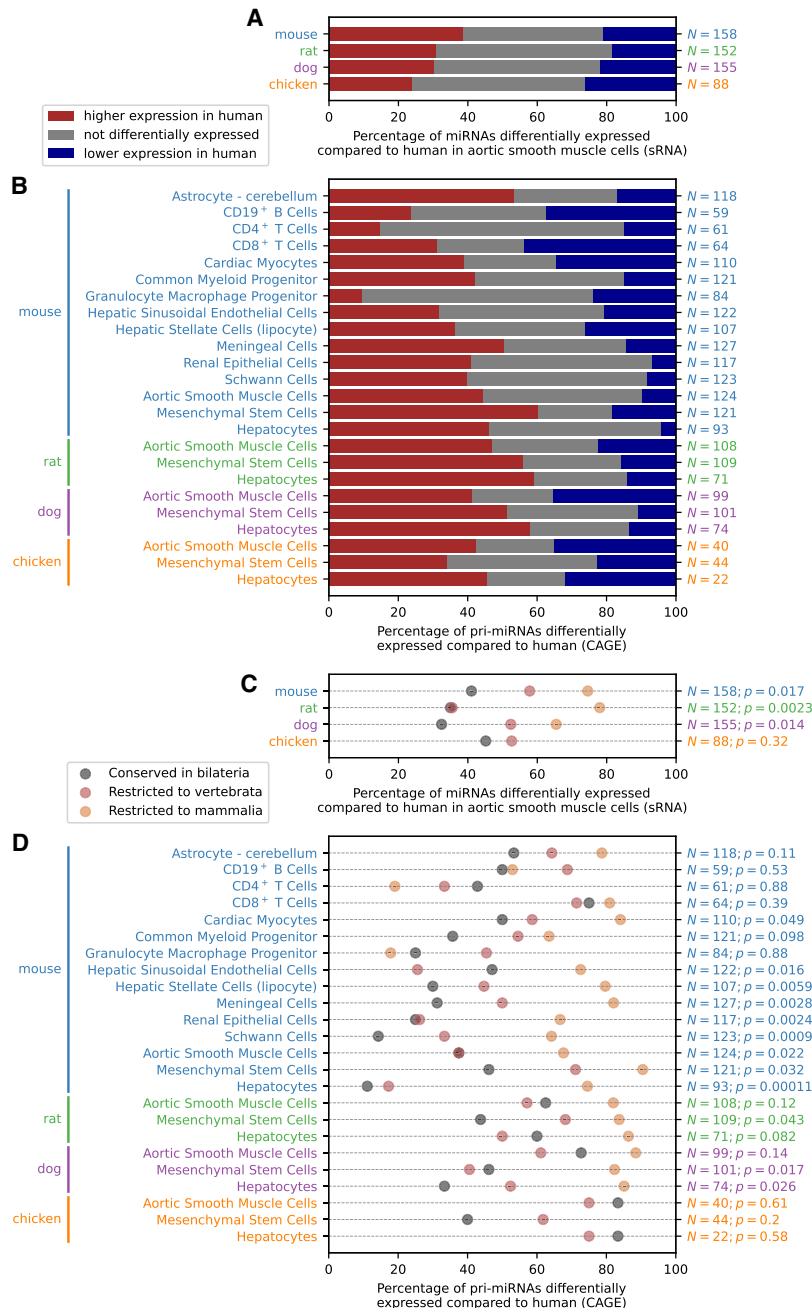 A
mouse N = 158
rat N = 152
dog N = 155
chicken N = 88
0 20 40 60 80 100
Percentage of miRNAs differentially expressed
compared to human in aortic smooth muscle cells (sRNA)
higher expression in human
not differentially expressed
lower expression in human
B
mouse
Astrocyte - cerebellum N = 118
CD19+ B Cells N = 59
CD4+ T Cells N = 61
CD8+ T Cells N = 64
Cardiac Myocytes N = 110
Common Myeloid Progenitor N = 121
Granulocyte Macrophage Progenitor N = 84
Hepatic Sinusoidal Endothelial Cells N = 122
Hepatic Stellate Cells (lipocyte) N = 107
Meningeal Cells N = 127
Renal Epithelial Cells N = 117
Schwann Cells N = 123
Aortic Smooth Muscle Cells N = 124
Mesenchymal Stem Cells N = 121
Hepatocytes N = 93
rat
Aortic Smooth Muscle Cells N = 108
Mesenchymal Stem Cells N = 109
Hepatocytes N = 71
dog
Aortic Smooth Muscle Cells N = 99
Mesenchymal Stem Cells N = 101
Hepatocytes N = 74
chicken
Aortic Smooth Muscle Cells N = 40
Mesenchymal Stem Cells N = 44
Hepatocytes N = 22
0 20 40 60 80 100
Percentage of pri-miRNAs differentially
expressed compared to human (CAGE)
C
mouse N = 158; p = 0.017
rat N = 152; p = 0.0023
dog N = 155; p = 0.014
chicken N = 88; p = 0.32
0 20 40 60 80 100
Percentage of miRNAs differentially expressed
compared to human in aortic smooth muscle cells (sRNA)
Conserved in bilateria
Restricted to vertebrata
Restricted to mammalia
D
mouse
Astrocyte - cerebellum N = 118; p = 0.11
CD19+ B Cells N = 59; p = 0.53
CD4+ T Cells N = 61; p = 0.88
CD8+ T Cells N = 64; p = 0.39
Cardiac Myocytes N = 110; p = 0.049
Common Myeloid Progenitor N = 121; p = 0.098
Granulocyte Macrophage Progenitor N = 84; p = 0.88
Hepatic Sinusoidal Endothelial Cells N = 122; p = 0.016
Hepatic Stellate Cells (lipocyte) N = 107; p = 0.0059
Meningeal Cells N = 127; p = 0.0028
Renal Epithelial Cells N = 117; p = 0.0024
Schwann Cells N = 123; p = 0.0009
Aortic Smooth Muscle Cells N = 124; p = 0.022
Mesenchymal Stem Cells N = 121; p = 0.032
Hepatocytes N = 93; p = 0.00011
rat
Aortic Smooth Muscle Cells N = 108; p = 0.12
Mesenchymal Stem Cells N = 109; p = 0.043
Hepatocytes N = 71; p = 0.082
dog
Aortic Smooth Muscle Cells N = 99; p = 0.14
Mesenchymal Stem Cells N = 101; p = 0.017
Hepatocytes N = 74; p = 0.026
chicken
Aortic Smooth Muscle Cells N = 40; p = 0.61
Mesenchymal Stem Cells N = 44; p = 0.2
Hepatocytes N = 22; p = 0.58
0 20 40 60 80 100
Percentage of pri-miRNAs differentially
expressed compared to human (CAGE)